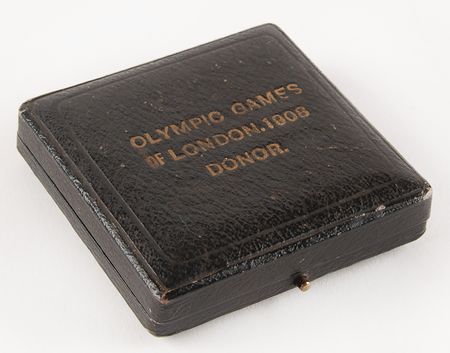 OLYMPIC GAMES
OF LONDON.1908
DONOR.